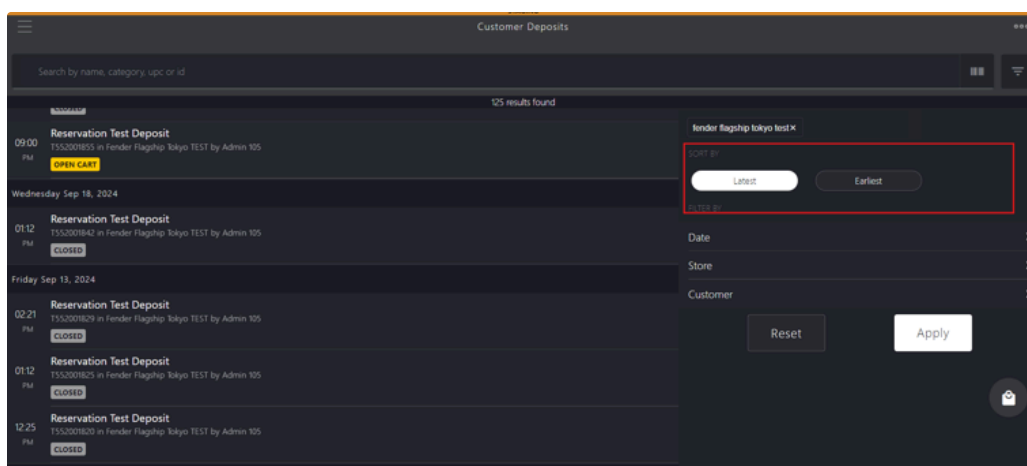 Customer Deposits
Search by name, category, upc or id
125 results found
CLOSED
09:00
PM
Reservation Test Deposit
T552001855 in Fender Flagship Tokyo TEST by Admin 105
OPEN CART
Wednesday Sep 18, 2024
01:12
PM
Reservation Test Deposit
T552001842 in Fender Flagship Tokyo TEST by Admin 105
CLOSED
Friday Sep 13, 2024
02:21
PM
Reservation Test Deposit
T552001829 in Fender Flagship Tokyo TEST by Admin 105
CLOSED
01:12
PM
Reservation Test Deposit
T552001825 in Fender Flagship Tokyo TEST by Admin 105
CLOSED
12:25
PM
Reservation Test Deposit
T552001820 in Fender Flagship Tokyo TEST by Admin 105
CLOSED
fender flagship tokyo test ×
SORT BY
Latest
Earliest
FILTER BY
Date
Store
Customer
Reset
Apply